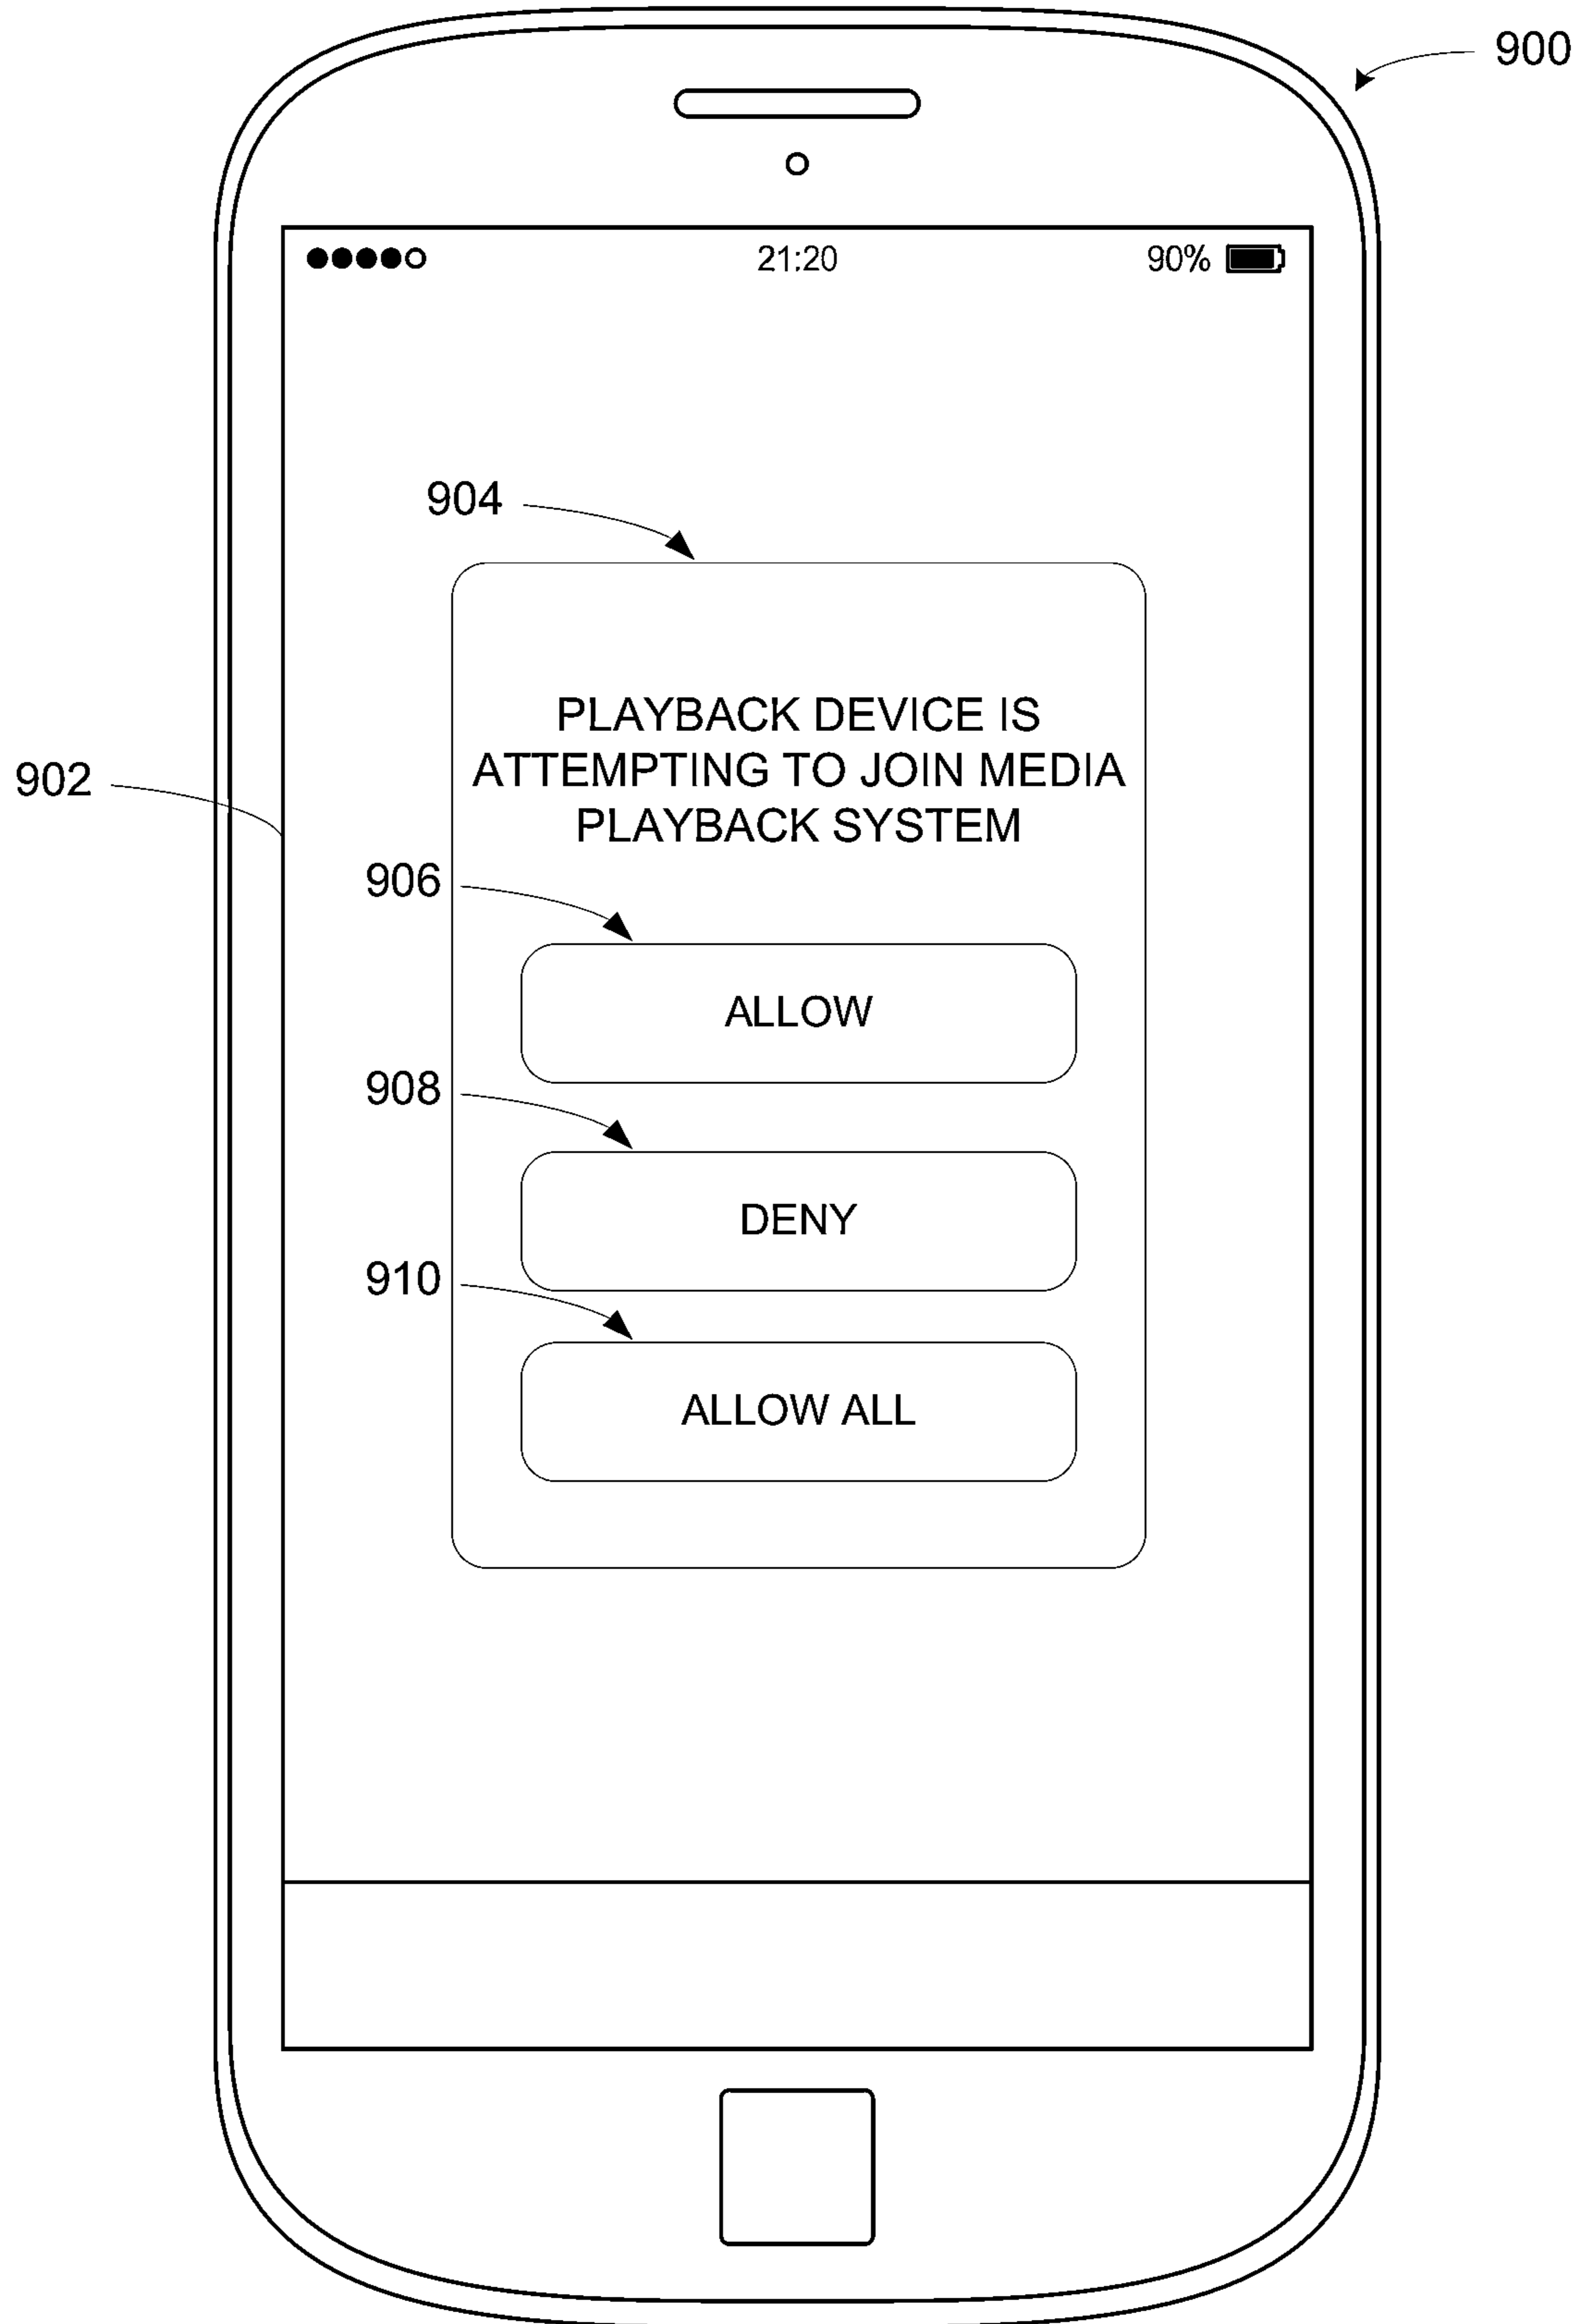 900
21:20 90%
904
PLAYBACK DEVICE IS
ATTEMPTING TO JOIN MEDIA
PLAYBACK SYSTEM
902
906
ALLOW
908
DENY
910
ALLOW ALL